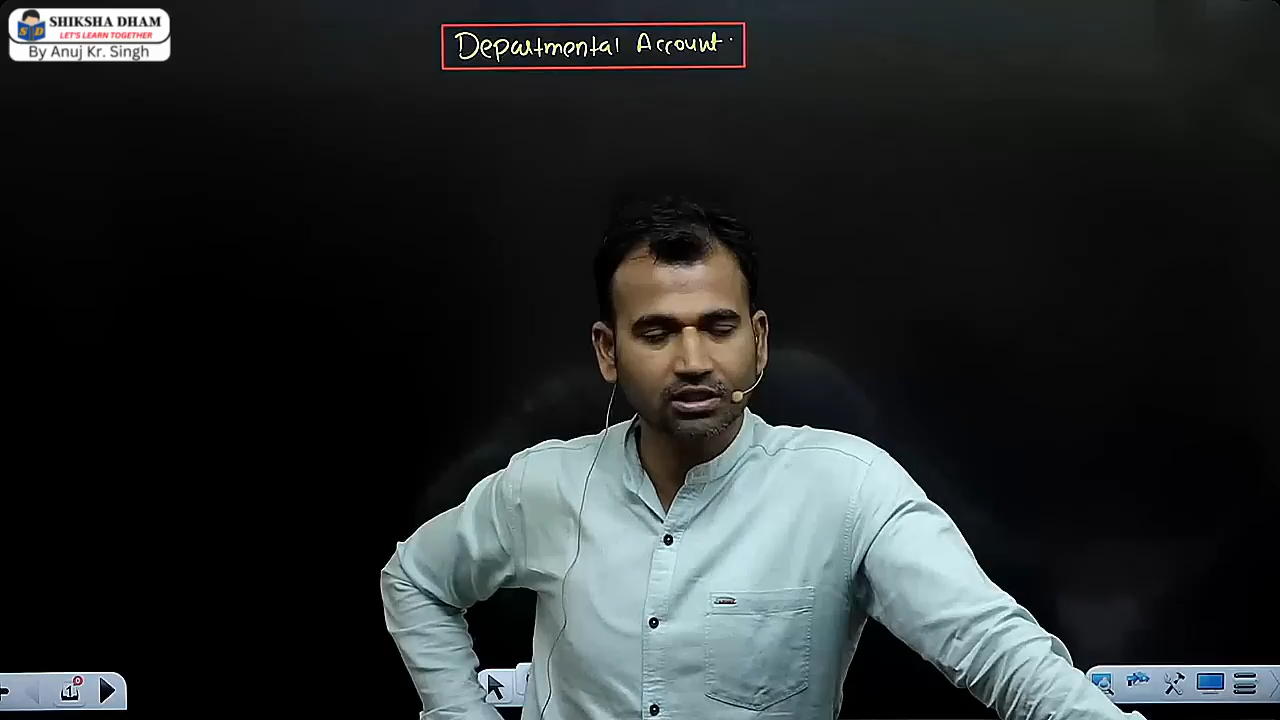 SHIKSHA DHAM
LET'S LEARN TOGETHER
By Anuj Kr. Singh
Departmental Account.